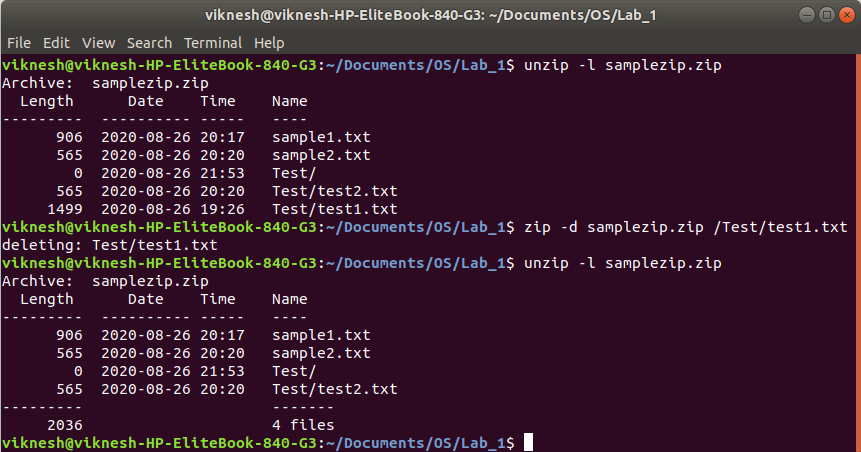 viknesh@viknesh-HP-EliteBook-840-G3: ~/Documents/OS/Lab_1
File Edit View Search Terminal Help
viknesh@viknesh-HP-EliteBook-840-G3:~/Documents/OS/Lab_1$ unzip -l samplezip.zip
Archive:  samplezip.zip
  Length      Date    Time    Name
---------  ---------- -----   ----
      906  2020-08-26 20:17   sample1.txt
      565  2020-08-26 20:20   sample2.txt
        0  2020-08-26 21:53   Test/
      565  2020-08-26 20:20   Test/test2.txt
     1499  2020-08-26 19:26   Test/test1.txt
viknesh@viknesh-HP-EliteBook-840-G3:~/Documents/OS/Lab_1$ zip -d samplezip.zip /Test/test1.txt
deleting: Test/test1.txt
viknesh@viknesh-HP-EliteBook-840-G3:~/Documents/OS/Lab_1$ unzip -l samplezip.zip
Archive:  samplezip.zip
  Length      Date    Time    Name
---------  ---------- -----   ----
      906  2020-08-26 20:17   sample1.txt
      565  2020-08-26 20:20   sample2.txt
        0  2020-08-26 21:53   Test/
      565  2020-08-26 20:20   Test/test2.txt
---------                     -------
     2036                     4 files
viknesh@viknesh-HP-EliteBook-840-G3:~/Documents/OS/Lab_1$